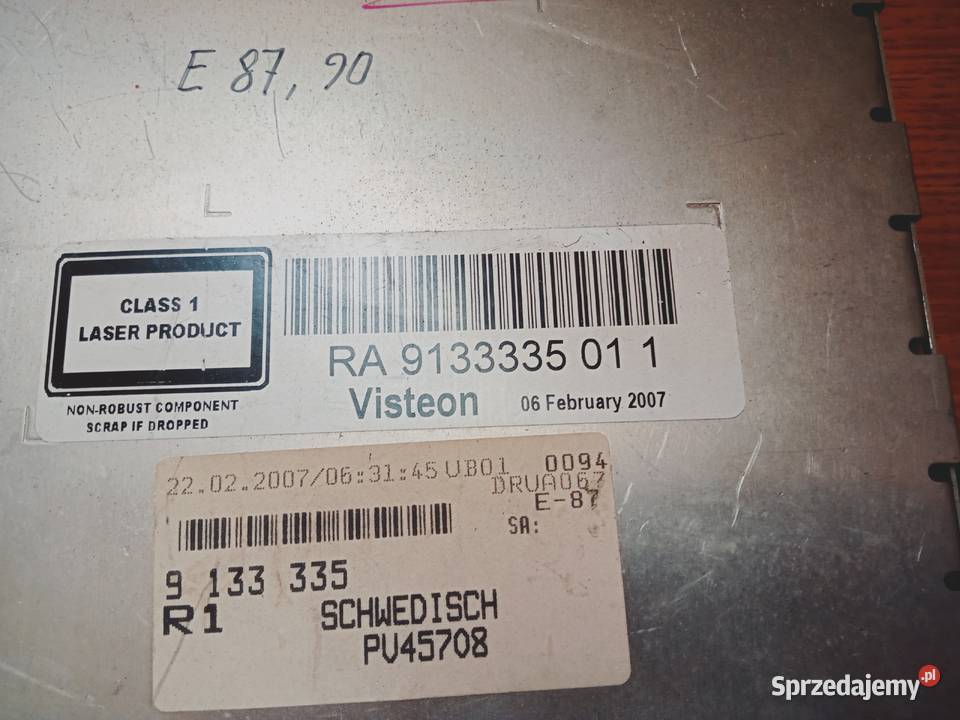 E 87, 90
CLASS 1
LASER PRODUCT
NON-ROBUST COMPONENT
SCRAP IF DROPPED
RA 9133335 01 1
Visteon 06 February 2007
22.02.2007/06:31:45 UB01 0094
DRUA067
E-87
SA:
9 133 335
R1 SCHWEDISCH
PV45708
Sprzedajemy.pl